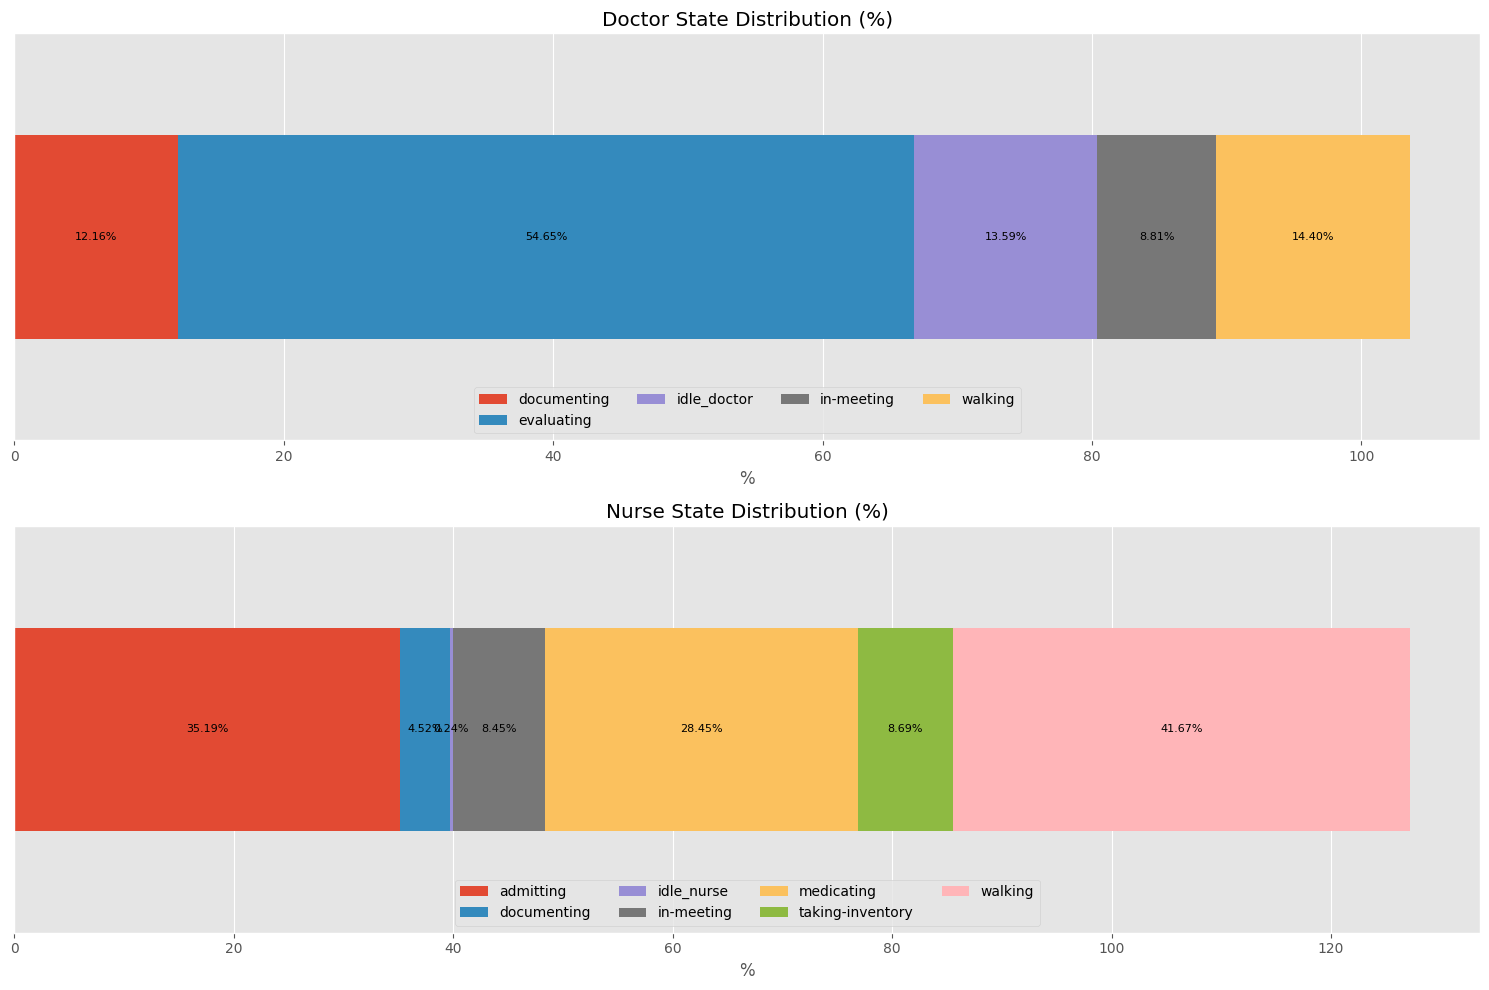 Doctor State Distribution (%)
12.16% 54.65% 13.59% 8.81% 14.40%
documenting idle_doctor in-meeting walking
evaluating
0 20 40 60 80 100
%
Nurse State Distribution (%)
35.19% 4.52% 0.24% 8.45% 28.45% 8.69% 41.67%
admitting idle_nurse medicating walking
documenting in-meeting taking-inventory
0 20 40 60 80 100 120
%